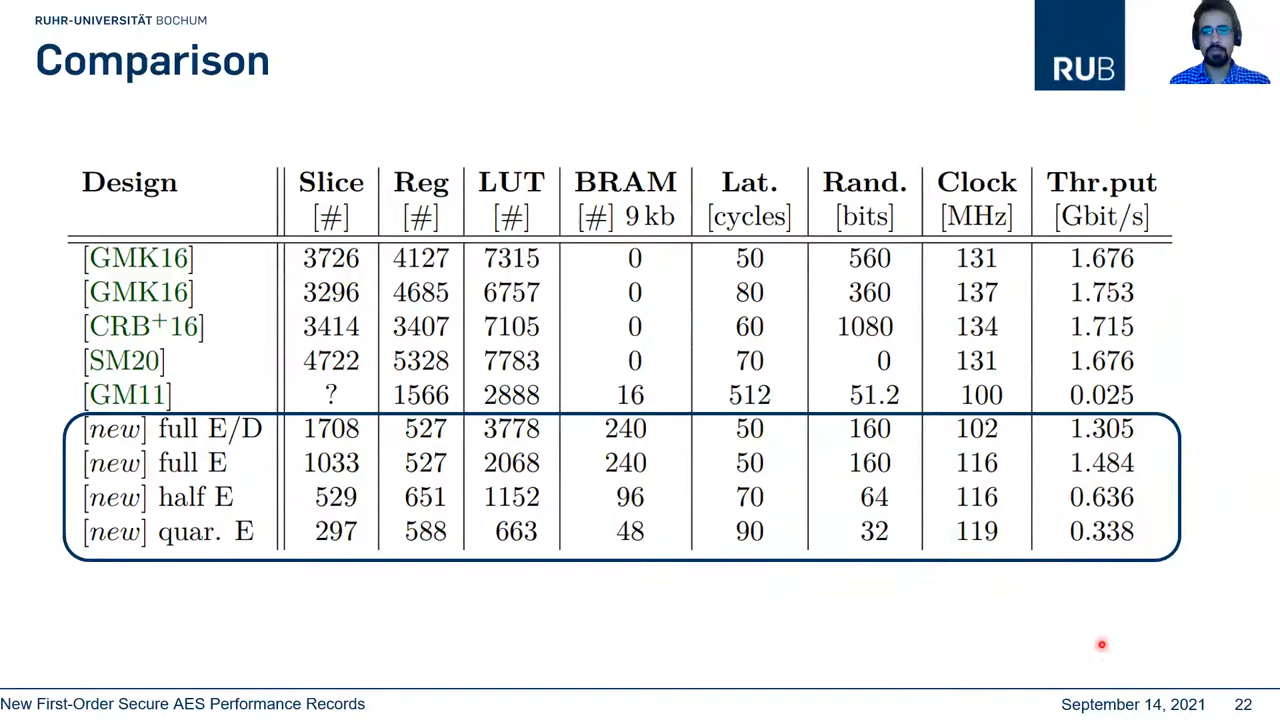 RUHR-UNIVERSITÄT BOCHUM
Comparison
RUB
Design Slice Reg LUT BRAM Lat. Rand. Clock Thr.put
[#] [#] [#] [#] 9 kb [cycles] [bits] [MHz] [Gbit/s]
[GMK16] 3726 4127 7315 0 50 560 131 1.676
[GMK16] 3296 4685 6757 0 80 360 137 1.753
[CRB+16] 3414 3407 7105 0 60 1080 134 1.715
[SM20] 4722 5328 7783 0 70 0 131 1.676
[GM11] ? 1566 2888 16 512 51.2 100 0.025
[new] full E/D 1708 527 3778 240 50 160 102 1.305
[new] full E 1033 527 2068 240 50 160 116 1.484
[new] half E 529 651 1152 96 70 64 116 0.636
[new] quar. E 297 588 663 48 90 32 119 0.338
New First-Order Secure AES Performance Records September 14, 2021 22